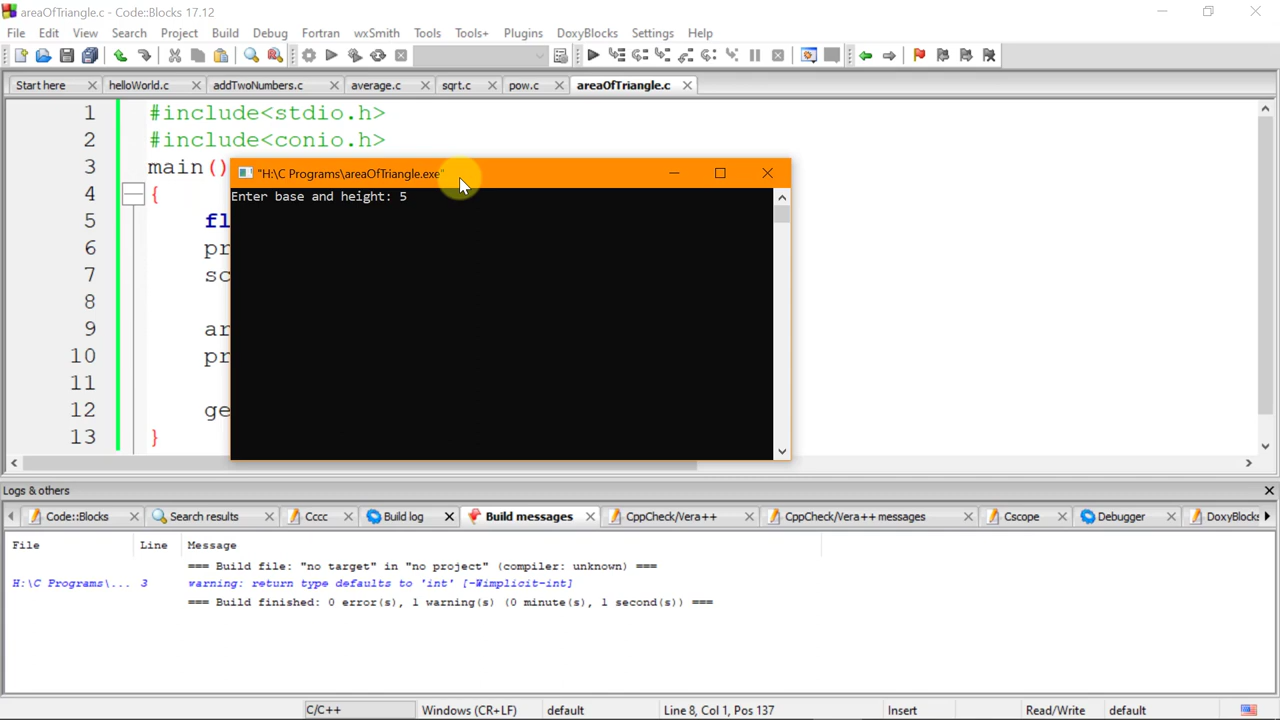 areaOfTriangle.c - Code::Blocks 17.12
File Edit View Search Project Build Debug Fortran wxSmith Tools Tools+ Plugins DoxyBlocks Settings Help
Start here helloWorld.c addTwoNumbers.c average.c sqrt.c pow.c areaOfTriangle.c
1 #include<stdio.h>
2 #include<conio.h>
3 main()
"H:\C Programs\areaOfTriangle.exe"
4 {
Enter base and height: 5
5 fl
6 pr
7 sc
8
9 ar
10 pr
11
12 ge
13 }
Logs & others
Code::Blocks Search results Cccc Build log Build messages CppCheck/Vera++ CppCheck/Vera++ messages Cscope Debugger DoxyBlocks
File Line Message
=== Build file: "no target" in "no project" (compiler: unknown) ===
H:\C Programs\... 3 warning: return type defaults to 'int' [-Wimplicit-int]
=== Build finished: 0 error(s), 1 warning(s) (0 minute(s), 1 second(s)) ===
C/C++ Windows (CR+LF) default Line 8, Col 1, Pos 137 Insert Read/Write default